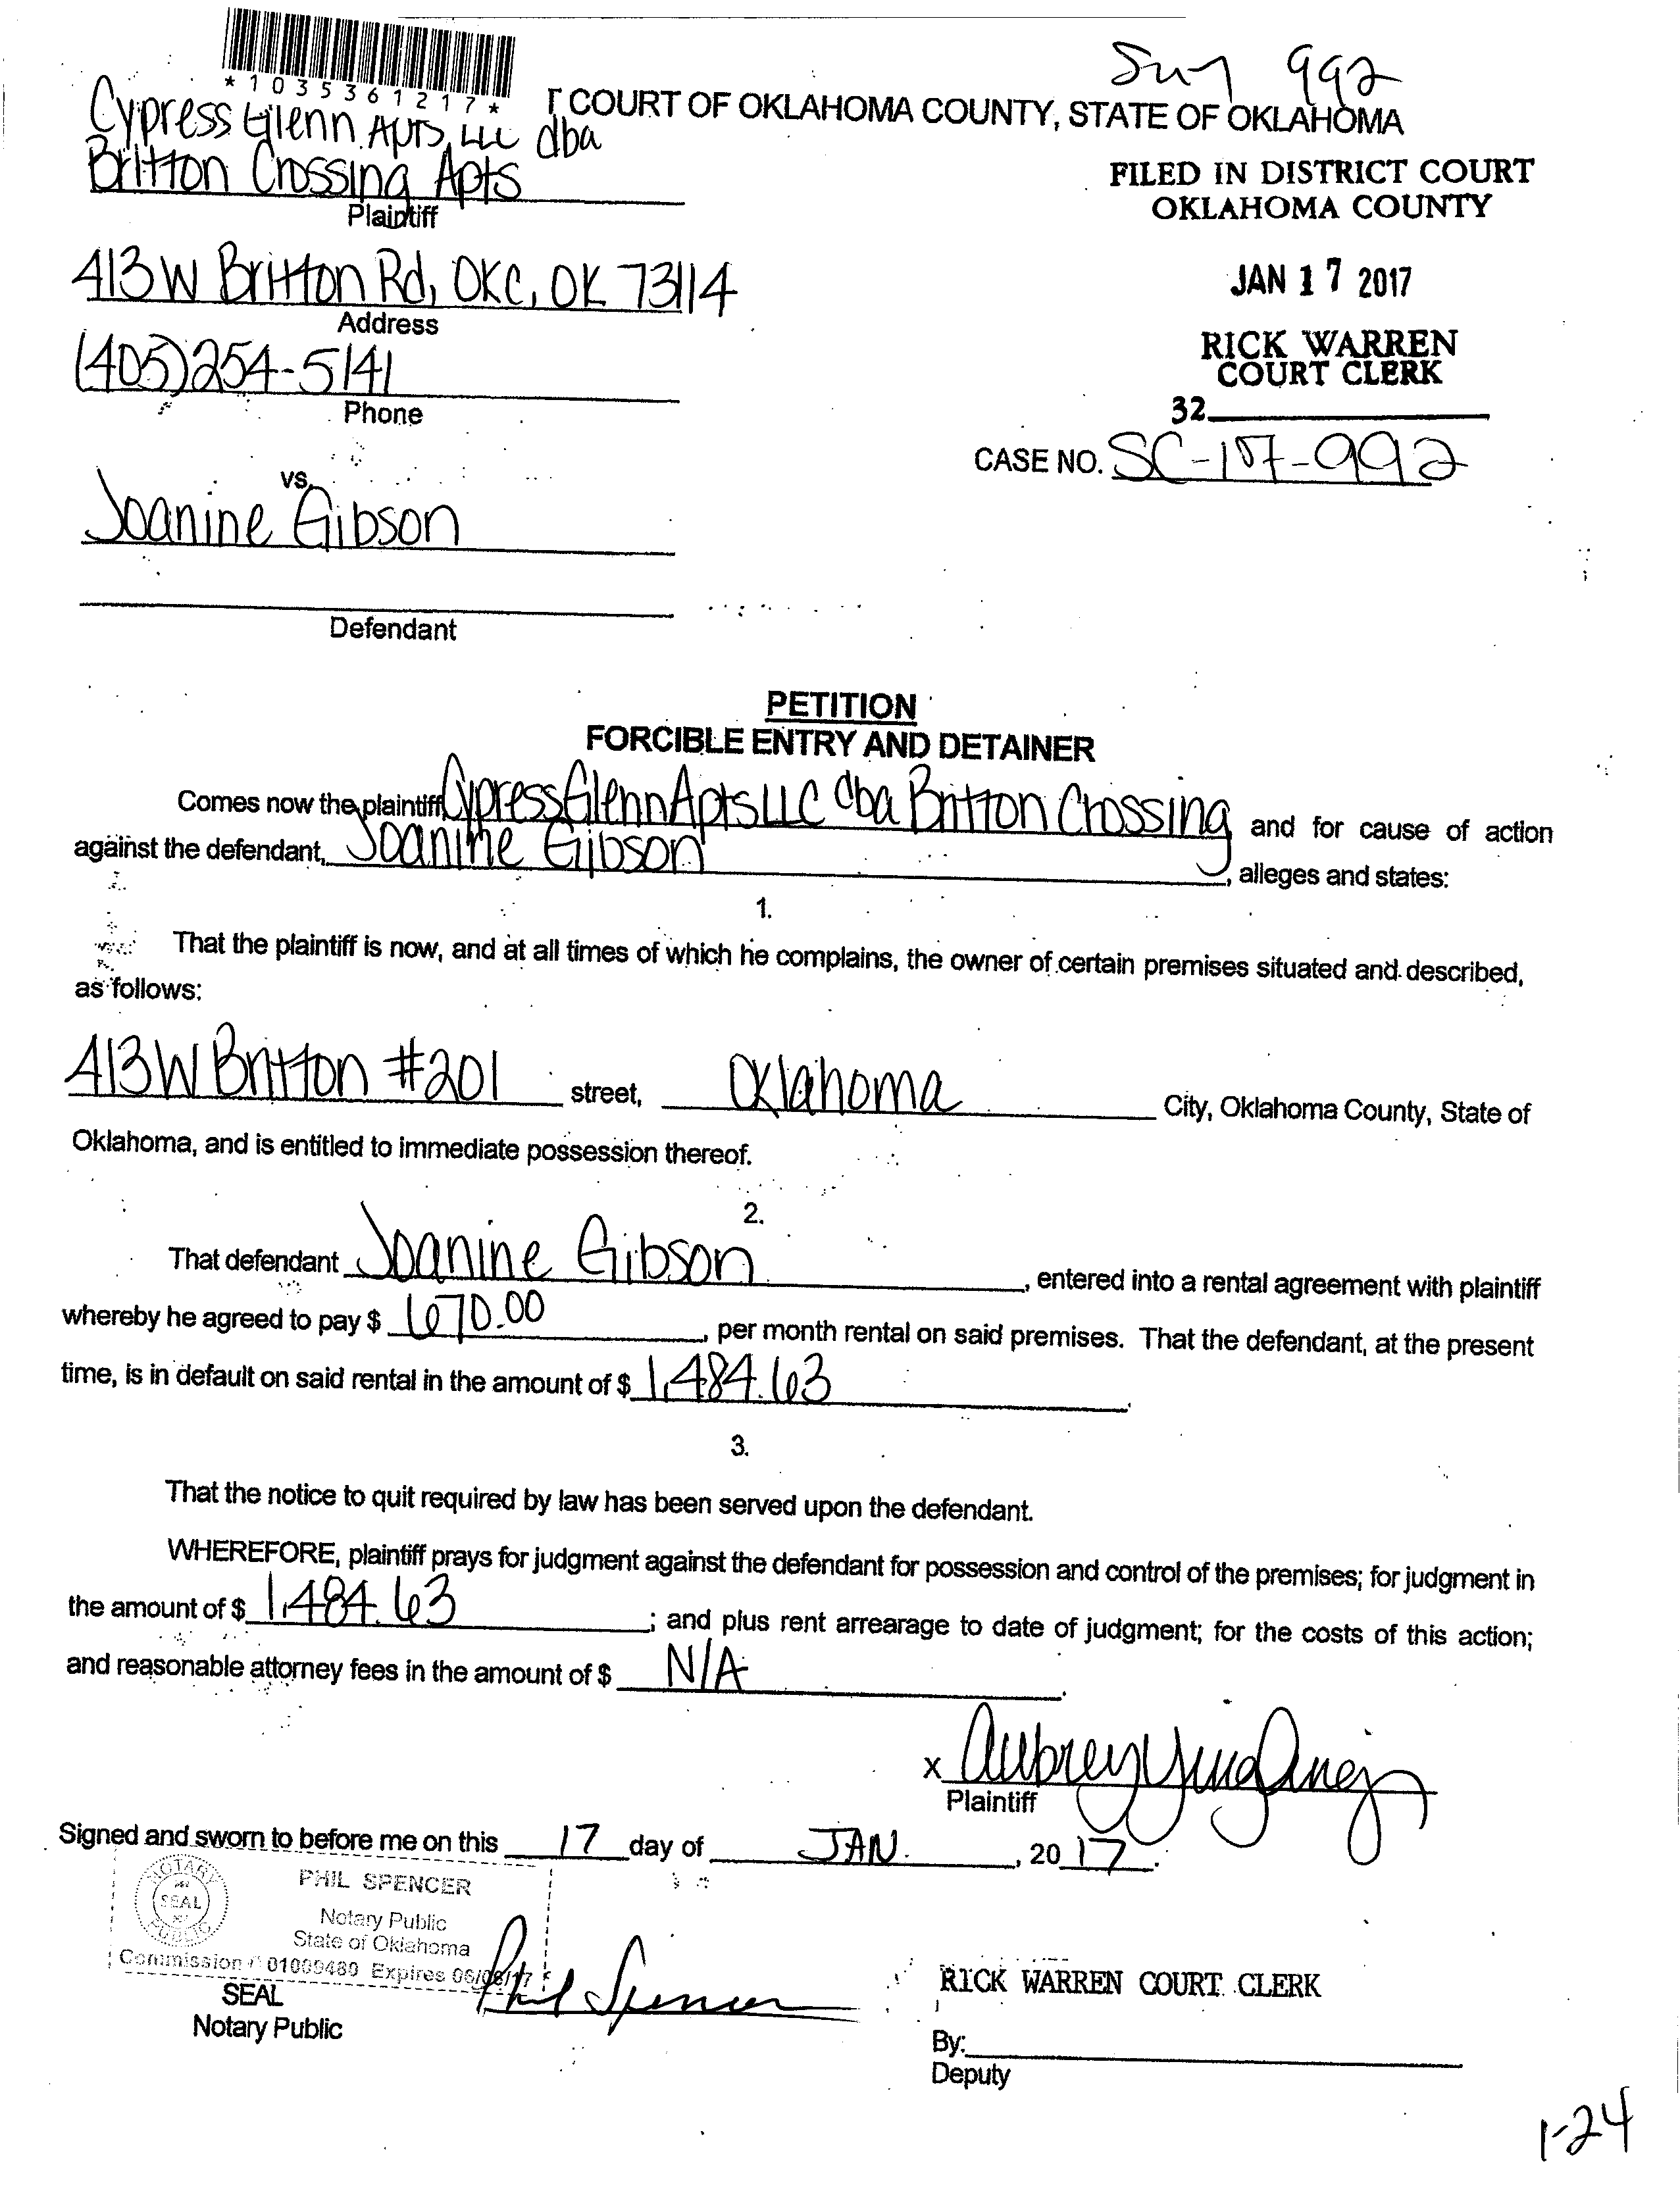 *1035361217*
992
T COURT OF OKLAHOMA COUNTY, STATE OF OKLAHOMA
Cypress Glenn Apts, LLC dba
Britton Crossing Apts
Plaintiff
FILED IN DISTRICT COURT
OKLAHOMA COUNTY
413 W Britton Rd, OKC, OK 73114
Address
JAN 17 2017
(405)254-5141
Phone
RICK WARREN
COURT CLERK
32
CASE NO. SC-17-992
vs.
Joanine Gibson
Defendant
PETITION
FORCIBLE ENTRY AND DETAINER
Comes now the plaintiff Cypress Glenn Apts LLC dba Britton Crossing and for cause of action
against the defendant, Joanine Gibson, alleges and states:
1.
That the plaintiff is now, and at all times of which he complains, the owner of certain premises situated and described,
as follows:
413 W Britton #201 street, Oklahoma City, Oklahoma County, State of
Oklahoma, and is entitled to immediate possession thereof.
2.
That defendant Joanine Gibson, entered into a rental agreement with plaintiff
whereby he agreed to pay $ 670.00, per month rental on said premises. That the defendant, at the present
time, is in default on said rental in the amount of $ 1,484.63.
3.
That the notice to quit required by law has been served upon the defendant.
WHEREFORE, plaintiff prays for judgment against the defendant for possession and control of the premises; for judgment in
the amount of $ 1,484.63; and plus rent arrearage to date of judgment; for the costs of this action;
and reasonable attorney fees in the amount of $ N/A.
x Aubrey
Plaintiff
Signed and sworn to before me on this 17 day of JAN., 2017.
NOTARY PUBLIC SEAL
PHIL SPENCER
Notary Public
State of Oklahoma
Commission # 01009480 Expires 06/08/17
Phil Spencer
SEAL
Notary Public
RICK WARREN COURT CLERK
By:
Deputy
1-24